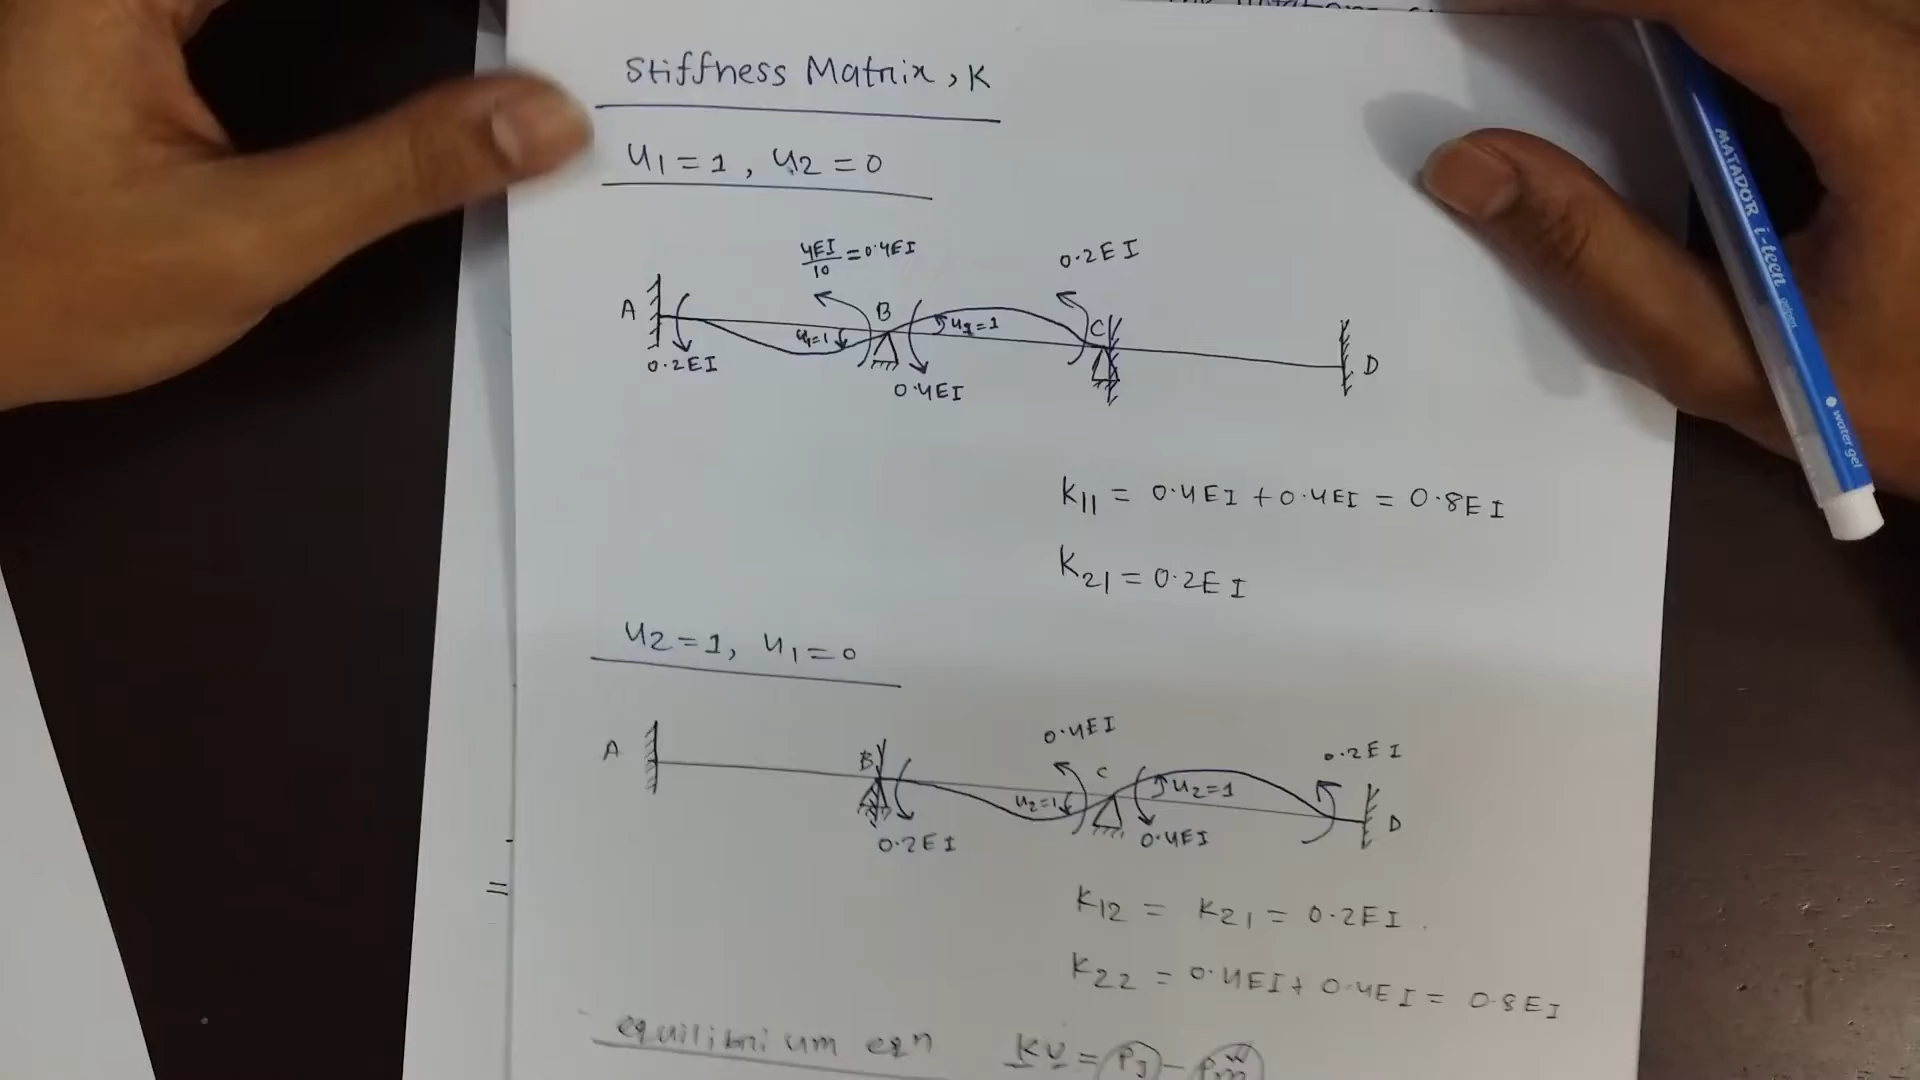 Stiffness Matrix, K
u1 = 1, u2 = 0
4EI/10 = 0.4EI
0.2EI
A
B
u1=1
u1=1
C
D
0.2EI
0.4EI
K11 = 0.4EI + 0.4EI = 0.8EI
K21 = 0.2EI
u2 = 1, u1 = 0
0.4EI
0.2EI
A
B
C
u2=1
u2=1
D
0.2EI
0.4EI
K12 = K21 = 0.2EI.
K22 = 0.4EI + 0.4EI = 0.8EI
=
equilibrium eqn
KU = PJ - Pmw
MATADOR i-teen
water gel